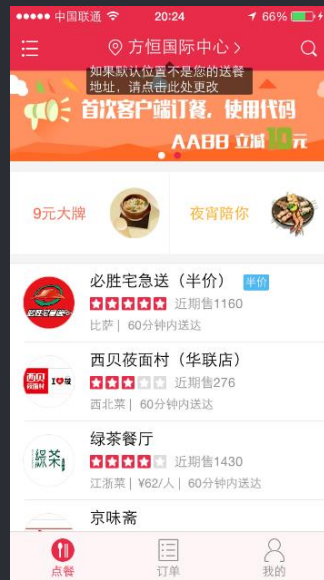 中国联通
20:24
66%
方恒国际中心
如果默认位置不是您的送餐
地址，请点击此处更改
首次客户端订餐，使用代码
AABB 立减10元
9元大牌
夜宵陪你
必胜宅急送（半价） 半价
近期售1160
比萨 | 60分钟内送达
西贝莜面村（华联店）
西贝 I 莜
近期售276
西北菜 | 60分钟内送达
绿茶餐厅
绿茶
近期售1430
江浙菜 | ¥62/人 | 60分钟内送达
京味斋
点餐
订单
我的